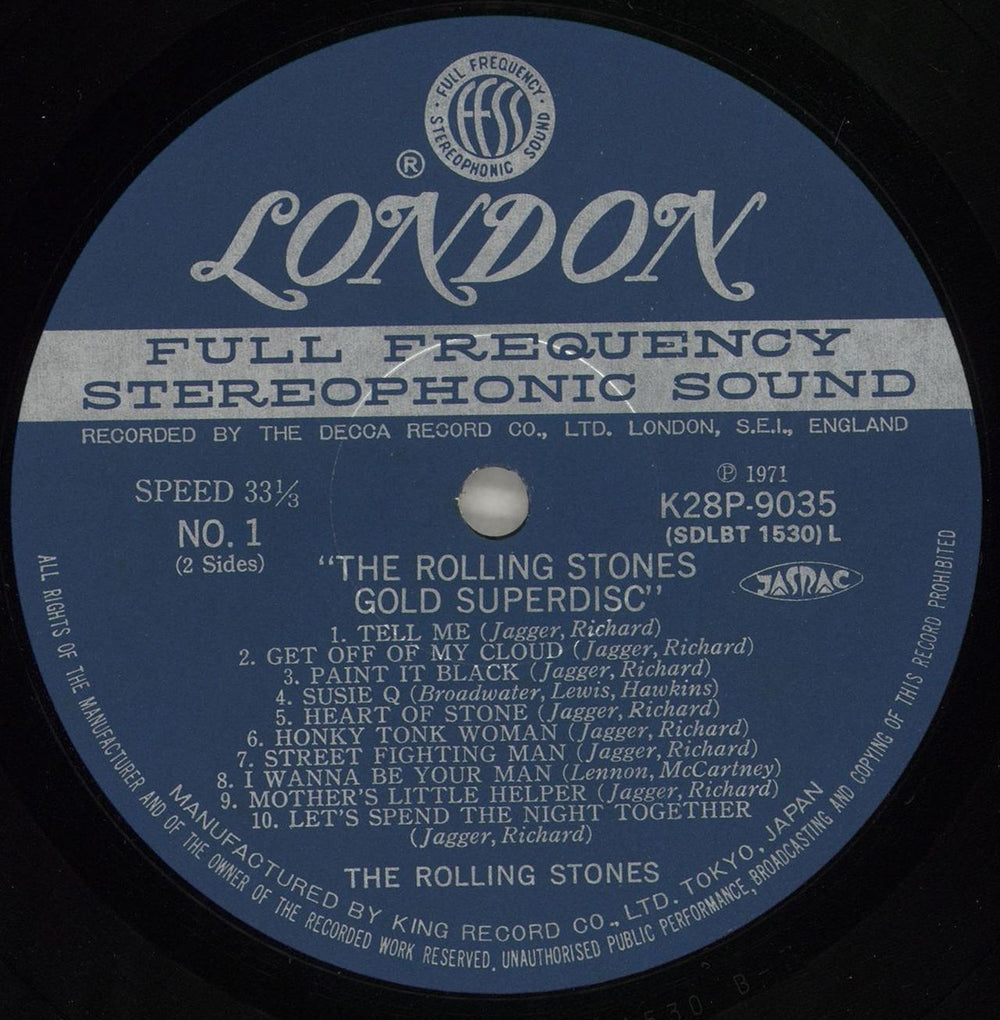 FULL FREQUENCY
STEREOPHONIC SOUND
FFSS
®
LONDON
FULL FREQUENCY
STEREOPHONIC SOUND
RECORDED BY THE DECCA RECORD CO., LTD. LONDON, S.E.I., ENGLAND
SPEED 33⅓
NO. 1
(2 Sides)
℗ 1971
K28P-9035
(SDLBT 1530) L
JASRAC
"THE ROLLING STONES
GOLD SUPERDISC"
1. TELL ME (Jagger, Richard)
2. GET OFF OF MY CLOUD (Jagger, Richard)
3. PAINT IT BLACK (Jagger, Richard)
4. SUSIE Q (Broadwater, Lewis, Hawkins)
5. HEART OF STONE (Jagger, Richard)
6. HONKY TONK WOMAN (Jagger, Richard)
7. STREET FIGHTING MAN (Jagger, Richard)
8. I WANNA BE YOUR MAN (Lennon, McCartney)
9. MOTHER'S LITTLE HELPER (Jagger, Richard)
10. LET'S SPEND THE NIGHT TOGETHER
(Jagger, Richard)
THE ROLLING STONES
MANUFACTURED BY KING RECORD CO., LTD. TOKYO, JAPAN
ALL RIGHTS OF THE MANUFACTURER AND OF THE OWNER OF THE RECORDED WORK RESERVED. UNAUTHORISED PUBLIC PERFORMANCE, BROADCASTING AND COPYING OF THIS RECORD PROHIBITED